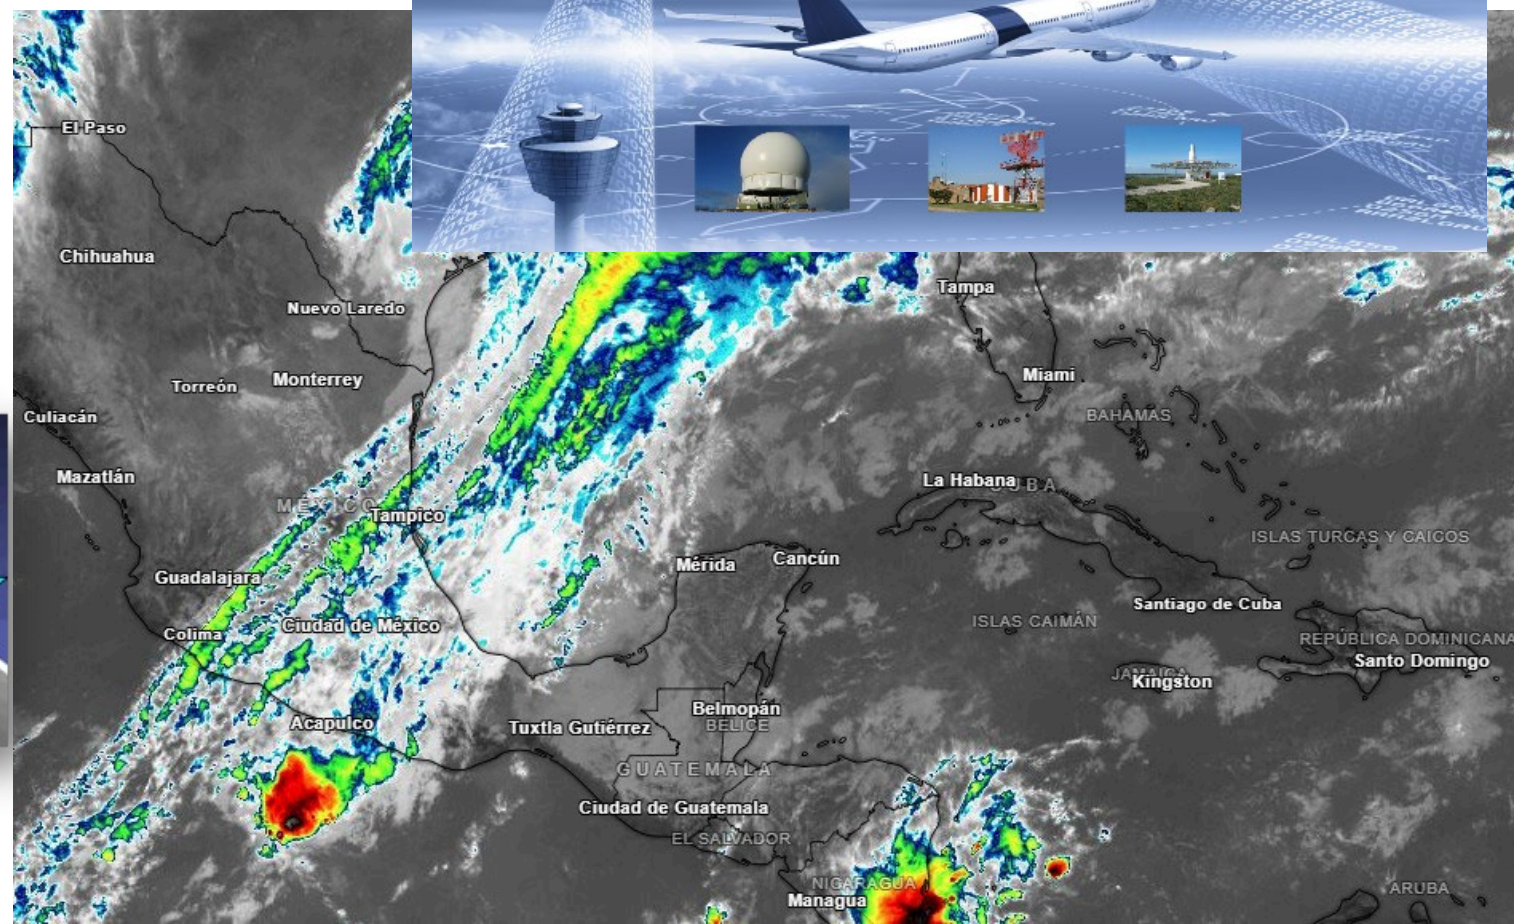 El Paso
Chihuahua
Nuevo Laredo
Tampa
Torreón
Monterrey
Miami
Culiacán
BAHAMAS
Mazatlán
La Habana
CUBA
MÉXICO
Tampico
ISLAS TURCAS Y CAICOS
Mérida
Cancún
Guadalajara
Santiago de Cuba
Ciudad de México
ISLAS CAIMÁN
Colima
REPÚBLICA DOMINICANA
Santo Domingo
JAMAICA
Kingston
Belmopán
Acapulco
Tuxtla Gutiérrez
BELICE
GUATEMALA
Ciudad de Guatemala
EL SALVADOR
NICARAGUA
ARUBA
Managua